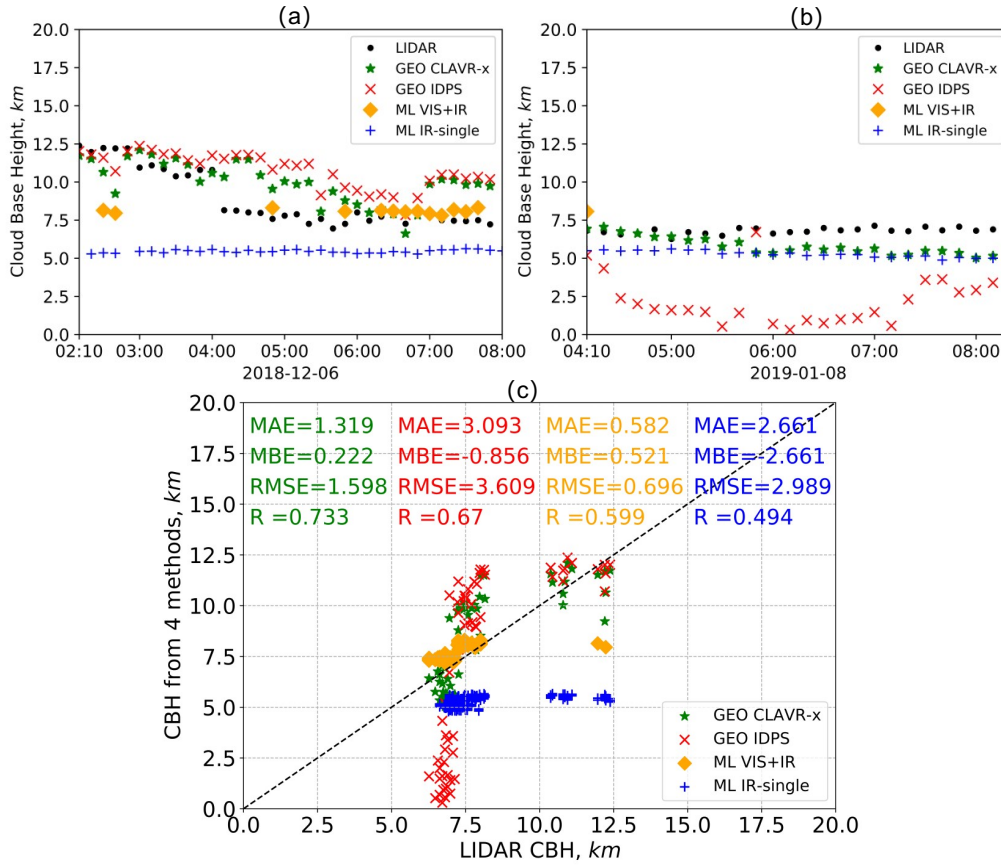 (a)
20.0
17.5
15.0
12.5
10.0
7.5
5.0
2.5
0.0
Cloud Base Height, km
LIDAR
GEO CLAVR-x
GEO IDPS
ML VIS+IR
ML IR-single
02:10 03:00 04:00 05:00 06:00 07:00 08:00
2018-12-06
(b)
20.0
17.5
15.0
12.5
10.0
7.5
5.0
2.5
0.0
Cloud Base Height, km
LIDAR
GEO CLAVR-x
GEO IDPS
ML VIS+IR
ML IR-single
04:10 05:00 06:00 07:00 08:00
2019-01-08
(c)
20.0
17.5
15.0
12.5
10.0
7.5
5.0
2.5
0.0
CBH from 4 methods, km
MAE=1.319 MAE=3.093 MAE=0.582 MAE=2.661
MBE=0.222 MBE=-0.856 MBE=0.521 MBE=-2.661
RMSE=1.598 RMSE=3.609 RMSE=0.696 RMSE=2.989
R =0.733 R =0.67 R =0.599 R =0.494
GEO CLAVR-x
GEO IDPS
ML VIS+IR
ML IR-single
0.0 2.5 5.0 7.5 10.0 12.5 15.0 17.5 20.0
LIDAR CBH, km